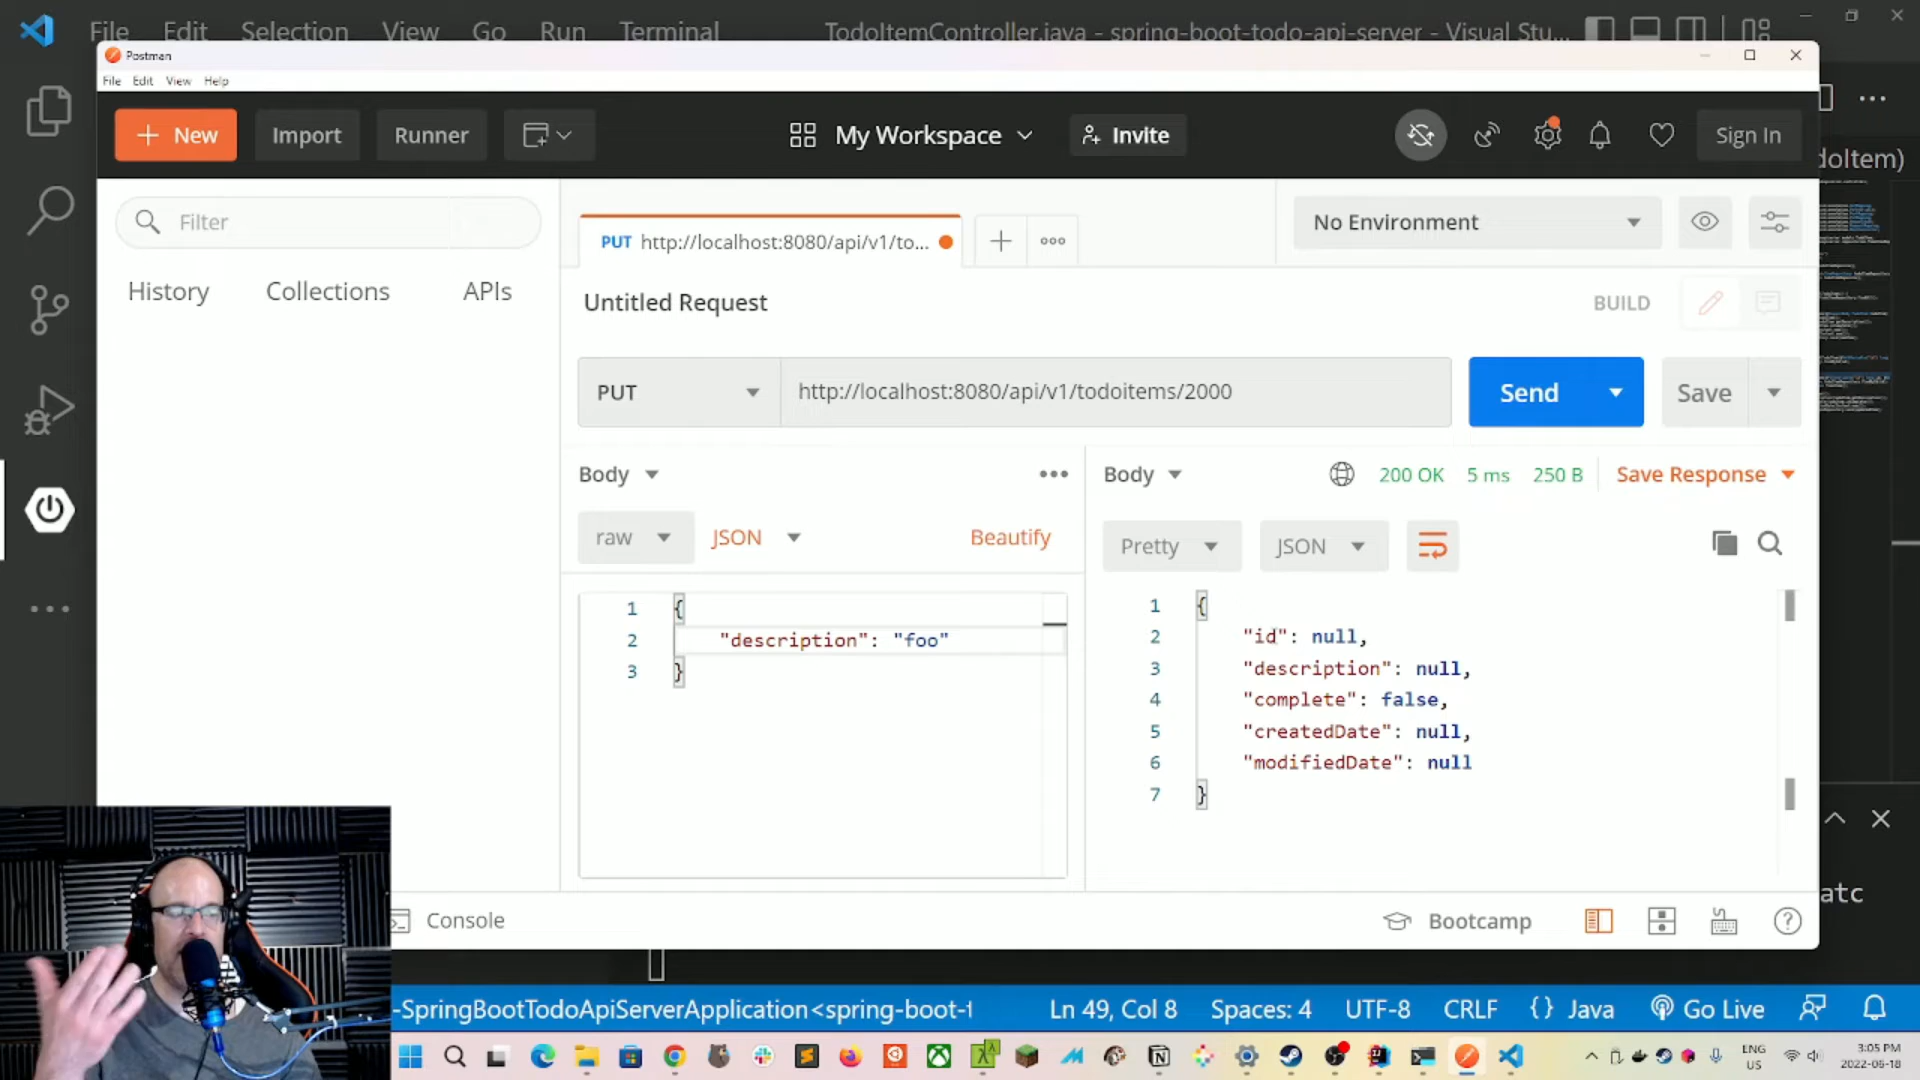 File Edit Selection View Go Run Terminal
TodoItemController.java - spring-boot-todo-api-server - Visual Stu...
Postman
File Edit View Help
New
Import
Runner
My Workspace
Invite
Sign In
doItem)
Filter
PUT http://localhost:8080/api/v1/to...
No Environment
History
Collections
APIs
Untitled Request
BUILD
PUT
http://localhost:8080/api/v1/todoitems/2000
Send
Save
Body
Body
200 OK
5 ms
250 B
Save Response
raw
JSON
Beautify
Pretty
JSON
1 {
2 "description": "foo"
3 }
1 {
2 "id": null,
3 "description": null,
4 "complete": false,
5 "createdDate": null,
6 "modifiedDate": null
7 }
atc
Console
Bootcamp
-SpringBootTodoApiServerApplication<spring-boot-t
Ln 49, Col 8
Spaces: 4
UTF-8
CRLF
{ } Java
Go Live
ENG
US
3:05 PM
2022-06-18